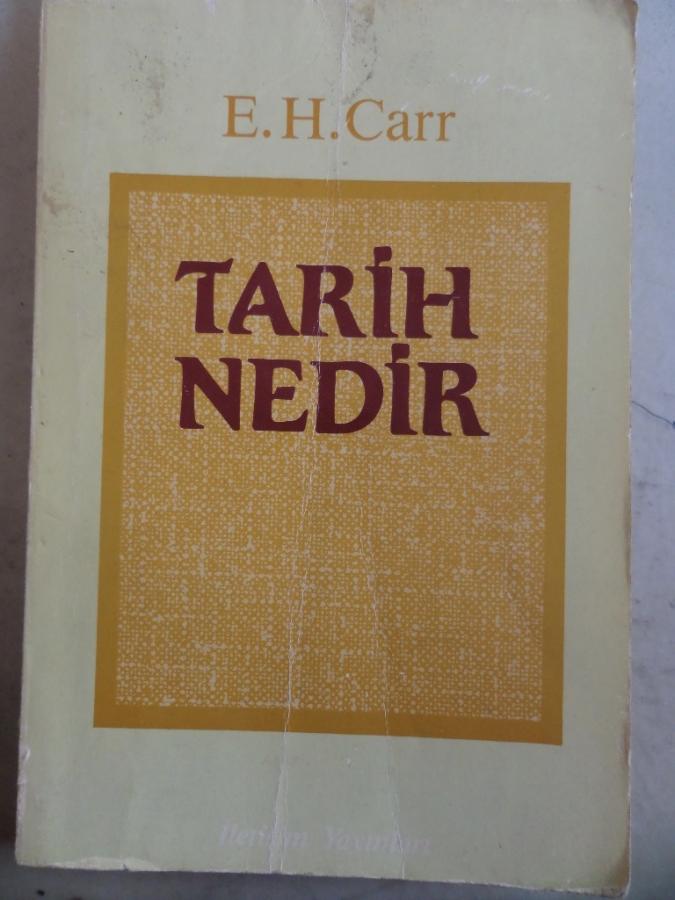 E. H. Carr
TARİH
NEDİR
İletişim Yayınları